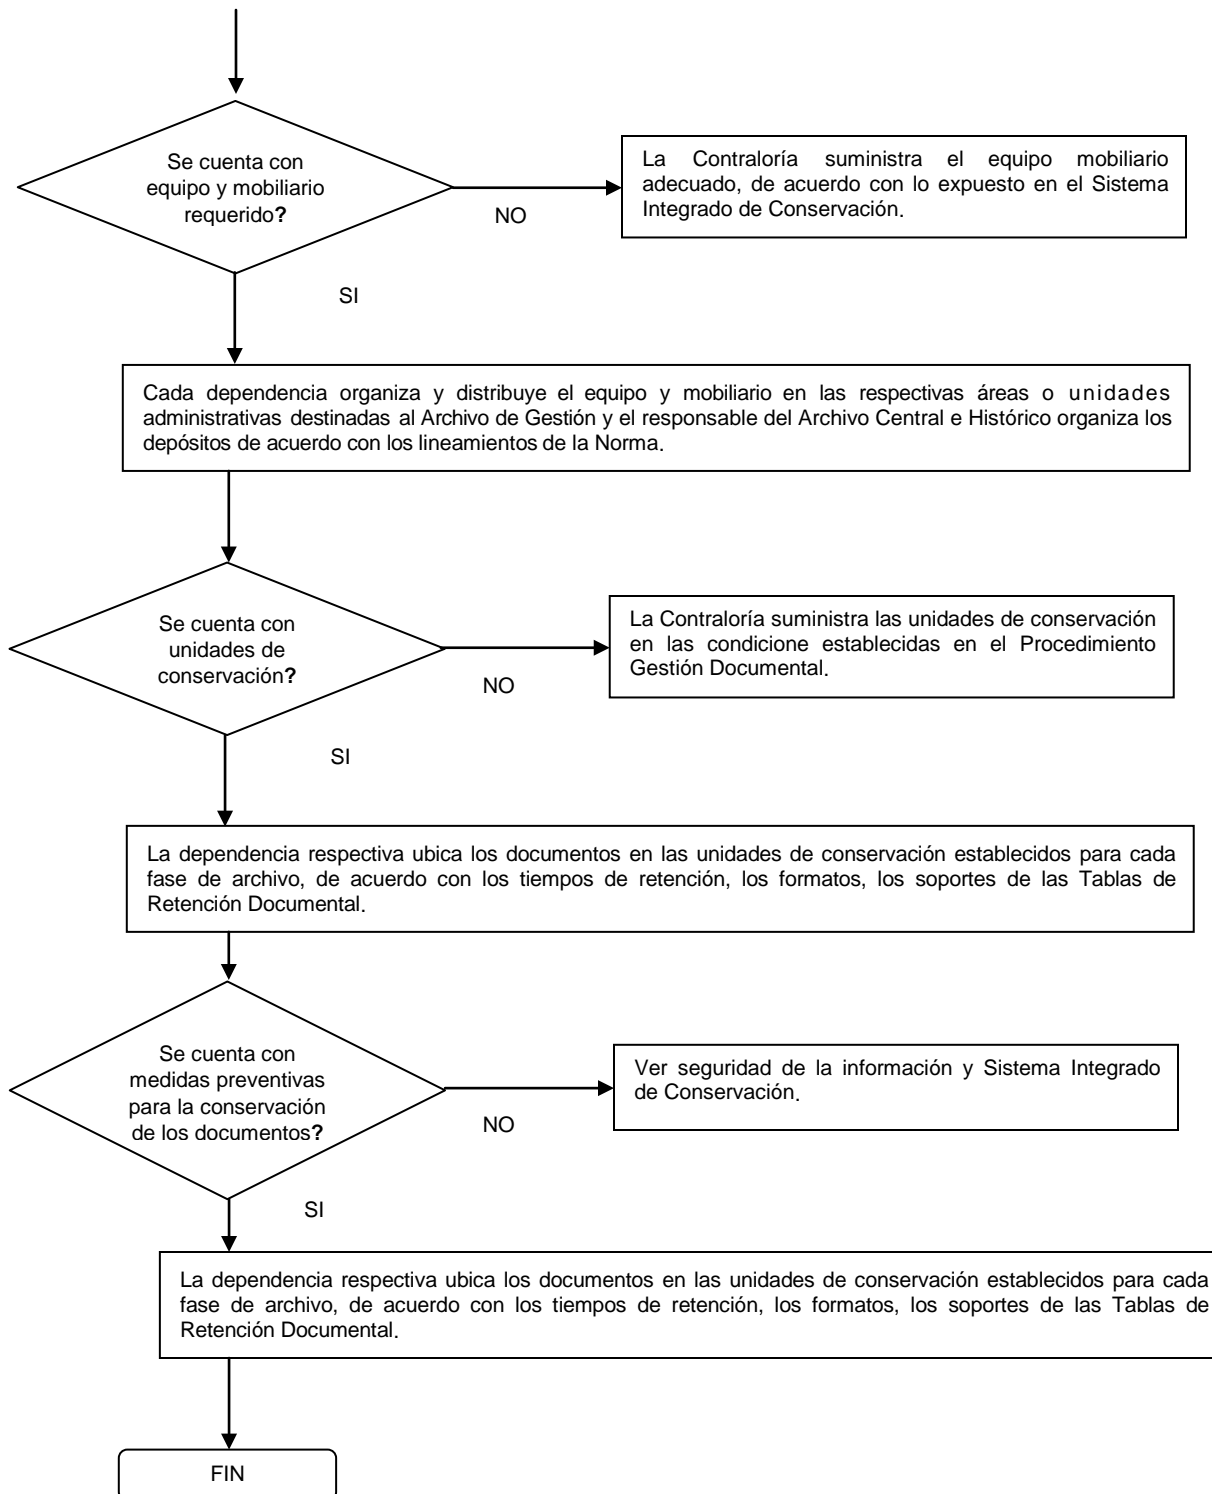 Se cuenta con
equipo y mobiliario
requerido?
La Contraloría suministra el equipo mobiliario
adecuado, de acuerdo con lo expuesto en el Sistema
Integrado de Conservación.
NO
SI
Cada dependencia organiza y distribuye el equipo y mobiliario en las respectivas áreas o unidades
administrativas destinadas al Archivo de Gestión y el responsable del Archivo Central e Histórico organiza los
depósitos de acuerdo con los lineamientos de la Norma.
Se cuenta con
unidades de
conservación?
La Contraloría suministra las unidades de conservación
en las condicione establecidas en el Procedimiento
Gestión Documental.
NO
SI
La dependencia respectiva ubica los documentos en las unidades de conservación establecidos para cada
fase de archivo, de acuerdo con los tiempos de retención, los formatos, los soportes de las Tablas de
Retención Documental.
Se cuenta con
medidas preventivas
para la conservación
de los documentos?
Ver seguridad de la información y Sistema Integrado
de Conservación.
NO
SI
La dependencia respectiva ubica los documentos en las unidades de conservación establecidos para cada
fase de archivo, de acuerdo con los tiempos de retención, los formatos, los soportes de las Tablas de
Retención Documental.
FIN